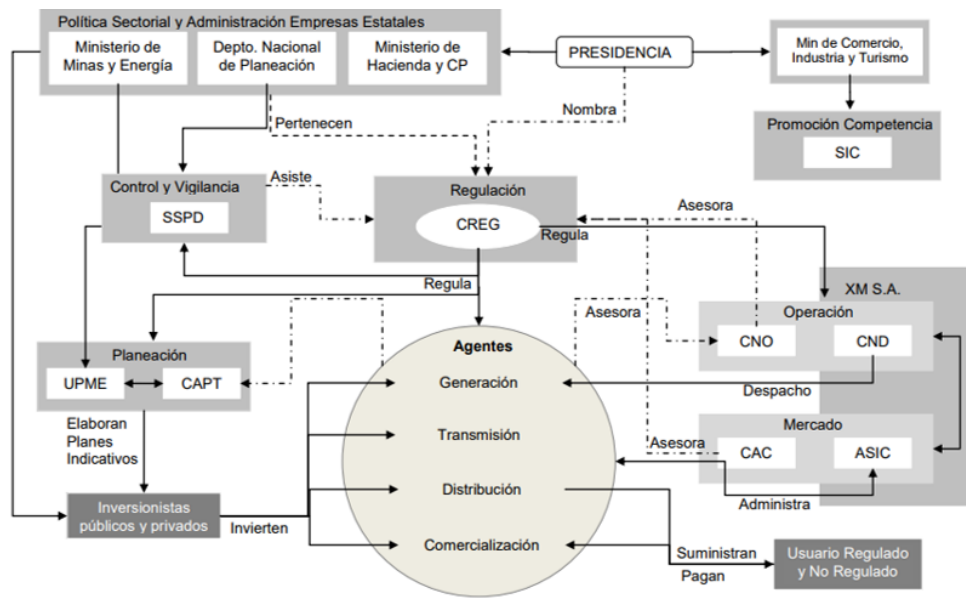 Política Sectorial y Administración Empresas Estatales
Ministerio de
Minas y Energía
Depto. Nacional
de Planeación
Ministerio de
Hacienda y CP
PRESIDENCIA
Min de Comercio,
Industria y Turismo
Pertenecen
Nombra
Promoción Competencia
SIC
Control y Vigilancia
SSPD
Asiste
Regulación
CREG
Regula
Asesora
Regula
XM S.A.
Operación
CNO
CND
Asesora
Despacho
Planeación
UPME
CAPT
Agentes
Generación
Transmisión
Distribución
Comercialización
Mercado
CAC
ASIC
Asesora
Administra
Elaboran
Planes
Indicativos
Inversionistas
públicos y privados
Invierten
Suministran
Pagan
Usuario Regulado
y No Regulado